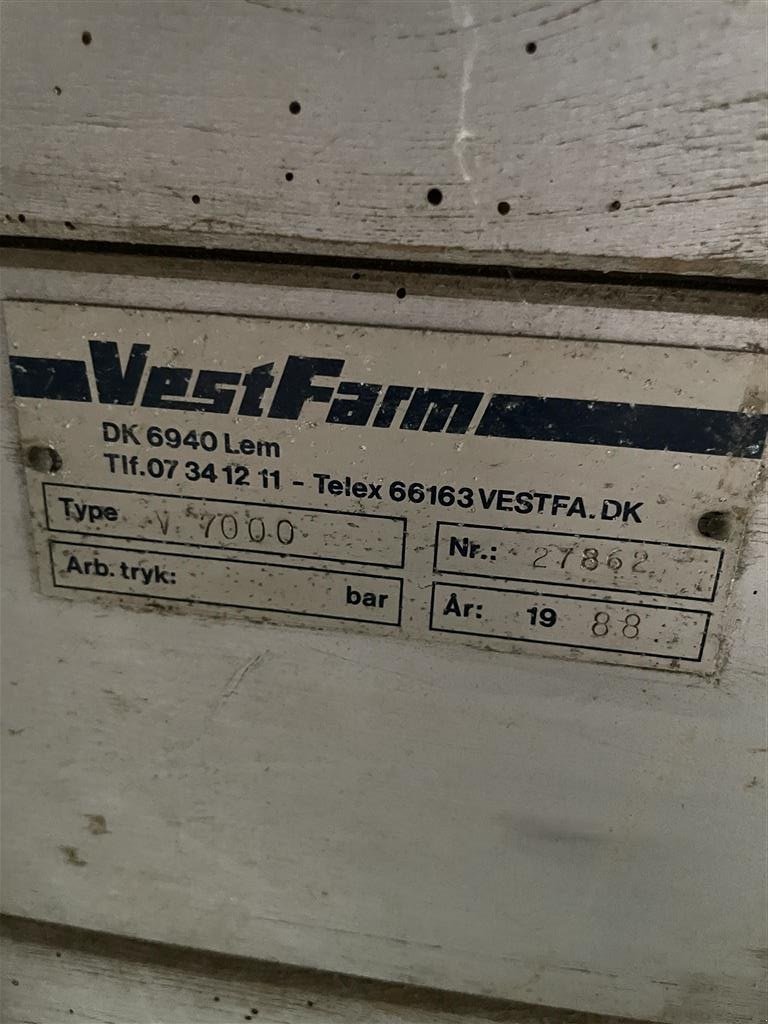 VestFarm
DK 6940 Lem
Tlf. 07 34 12 11 - Telex 66163 VESTFA. DK
Type V 7000
Nr.: 27862
Arb. tryk: bar
År: 19 88